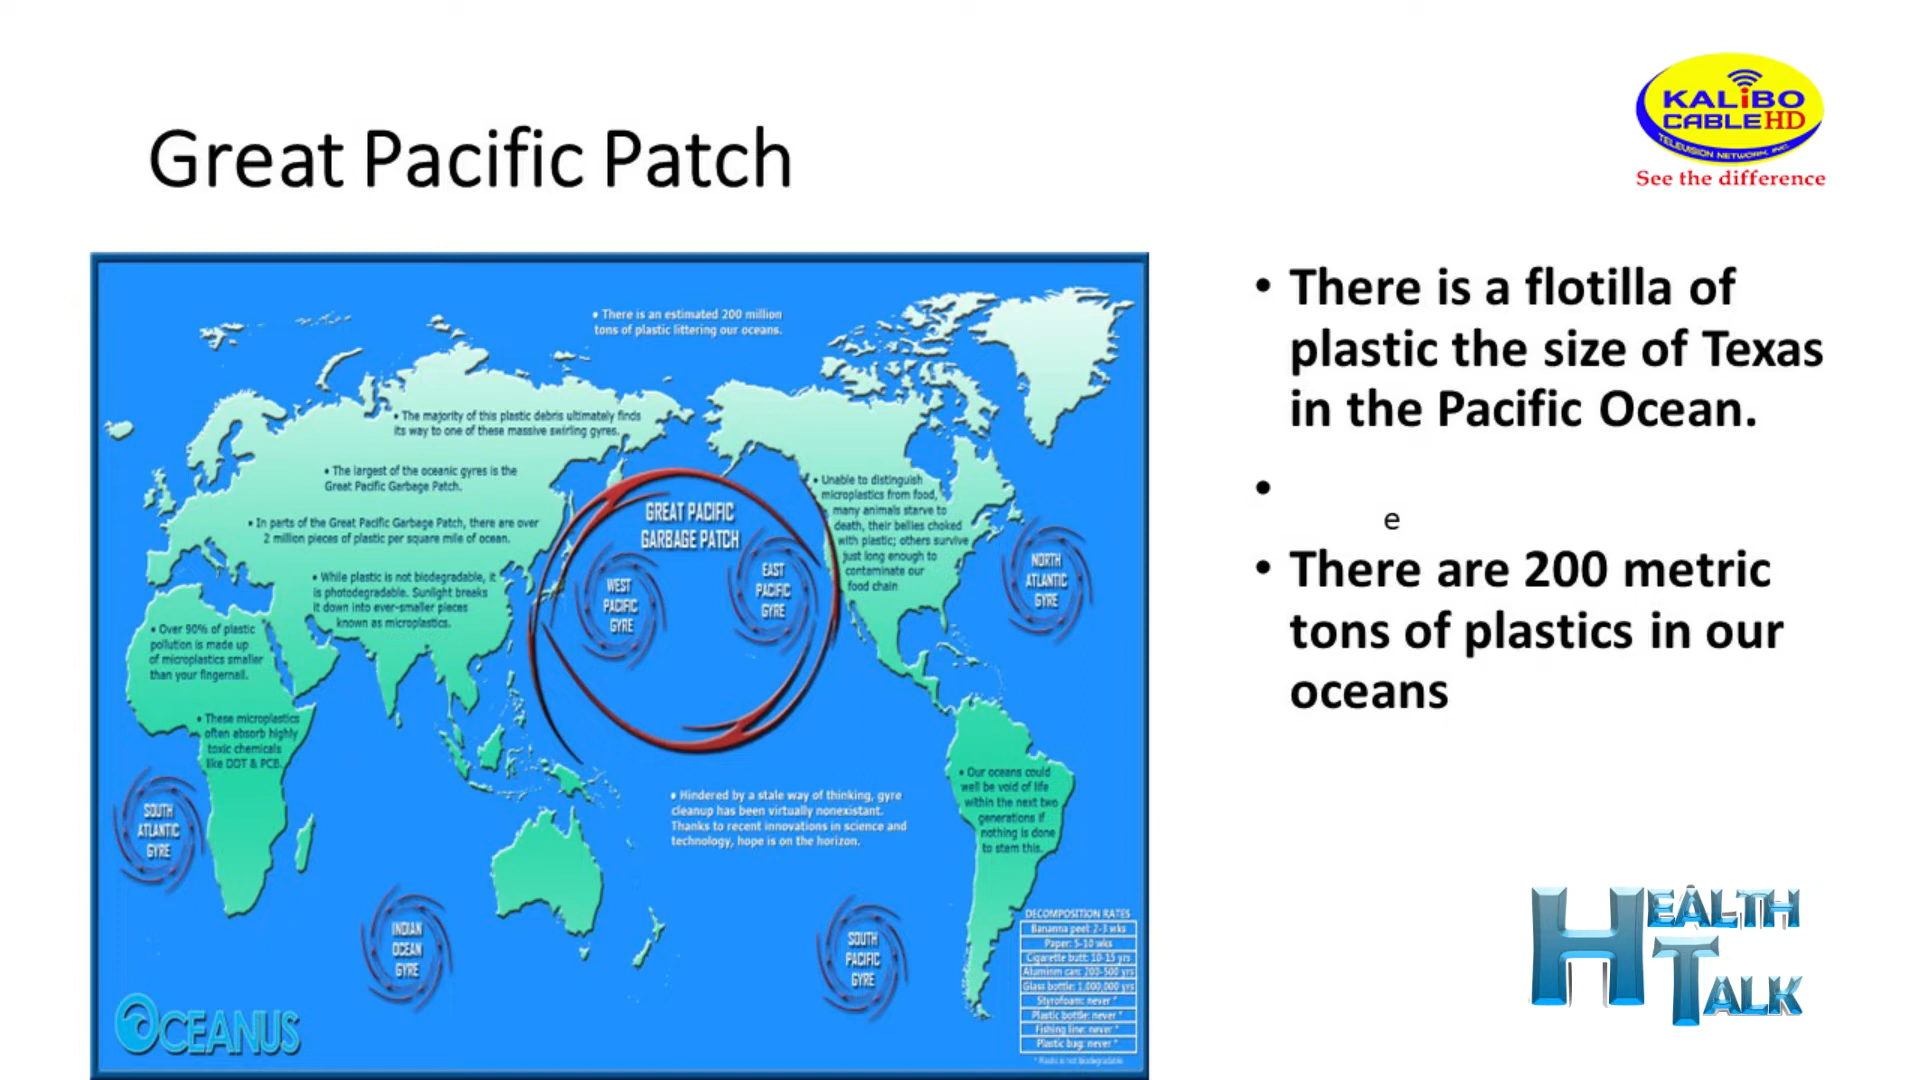 Great Pacific Patch
KALiBO
CABLEHD
TELEVISION NETWORK, INC.
See the difference
• There is an estimated 200 million
tons of plastic littering our oceans.
• The majority of this plastic debris ultimately finds
its way to one of these massive swirling gyres.
• The largest of the oceanic gyres is the
Great Pacific Garbage Patch.
• In parts of the Great Pacific Garbage Patch, there are over
2 million pieces of plastic per square mile of ocean.
• While plastic is not biodegradable, it
is photodegradable. Sunlight breaks
it down into ever-smaller pieces
known as microplastics.
• Over 90% of plastic
pollution is made up
of microplastics smaller
than your fingernail.
• These microplastics
often absorb highly
toxic chemicals
like DDT & PCB.
GREAT PACIFIC
GARBAGE PATCH
WEST
PACIFIC
GYRE
EAST
PACIFIC
GYRE
• Unable to distinguish
microplastics from food,
many animals starve to
death, their bellies choked
with plastic; others survive
just long enough to
contaminate our
food chain
NORTH
ATLANTIC
GYRE
SOUTH
ATLANTIC
GYRE
INDIAN
OCEAN
GYRE
SOUTH
PACIFIC
GYRE
• Hindered by a stale way of thinking, gyre
cleanup has been virtually nonexistant.
Thanks to recent innovations in science and
technology, hope is on the horizon.
• Our oceans could
well be void of life
within the next two
generations if
nothing is done
to stem this.
DECOMPOSITION RATES
Bananna peel: 2-3 wks
Paper: 5-10 wks
Cigarette butt: 10-15 yrs
Aluminm can: 200-500 yrs
Glass bottle: 1,000,000 yrs
Styrofoam: never *
Plastic bottle: never *
Fishing line: never *
Plastic bag: never *
OCEANUS
• There is a flotilla of
plastic the size of Texas
in the Pacific Ocean.
•
e
• There are 200 metric
tons of plastics in our
oceans
HEALTH
TALK